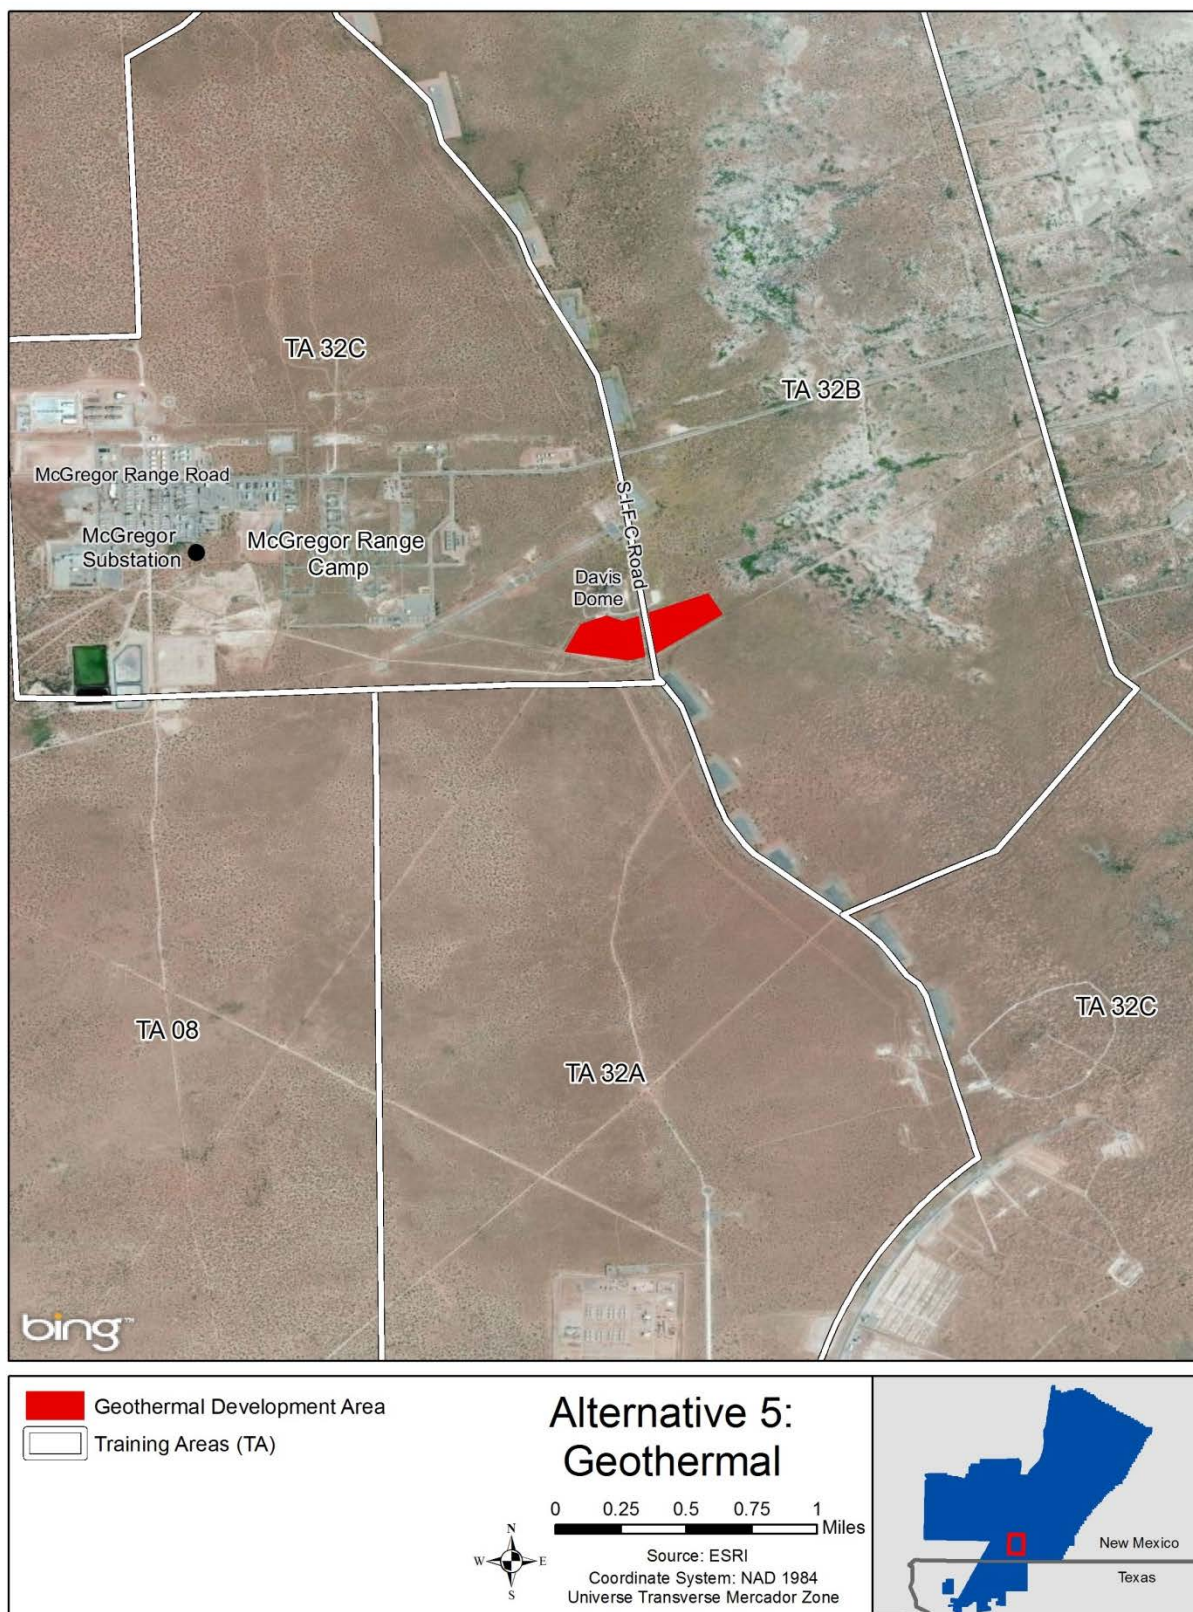 TA 32C
TA 32B
McGregor Range Road
S-I-F-C-Road
McGregor
Substation
McGregor Range
Camp
Davis
Dome
TA 08
TA 32A
TA 32C
bing™
Geothermal Development Area
Training Areas (TA)
Alternative 5:
Geothermal
0 0.25 0.5 0.75 1
Miles
N
W E
S
Source: ESRI
Coordinate System: NAD 1984
Universe Transverse Mercador Zone
New Mexico
Texas